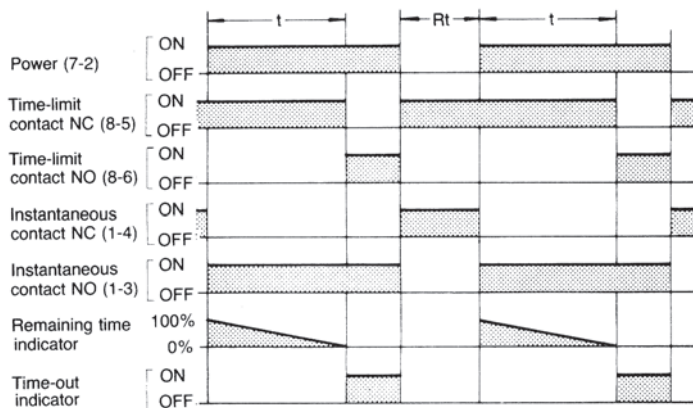 t Rt t
Power (7-2) ON
OFF
Time-limit
contact NC (8-5) ON
OFF
Time-limit
contact NO (8-6) ON
OFF
Instantaneous
contact NC (1-4) ON
OFF
Instantaneous
contact NO (1-3) ON
OFF
Remaining time
indicator 100%
0%
Time-out
indicator ON
OFF